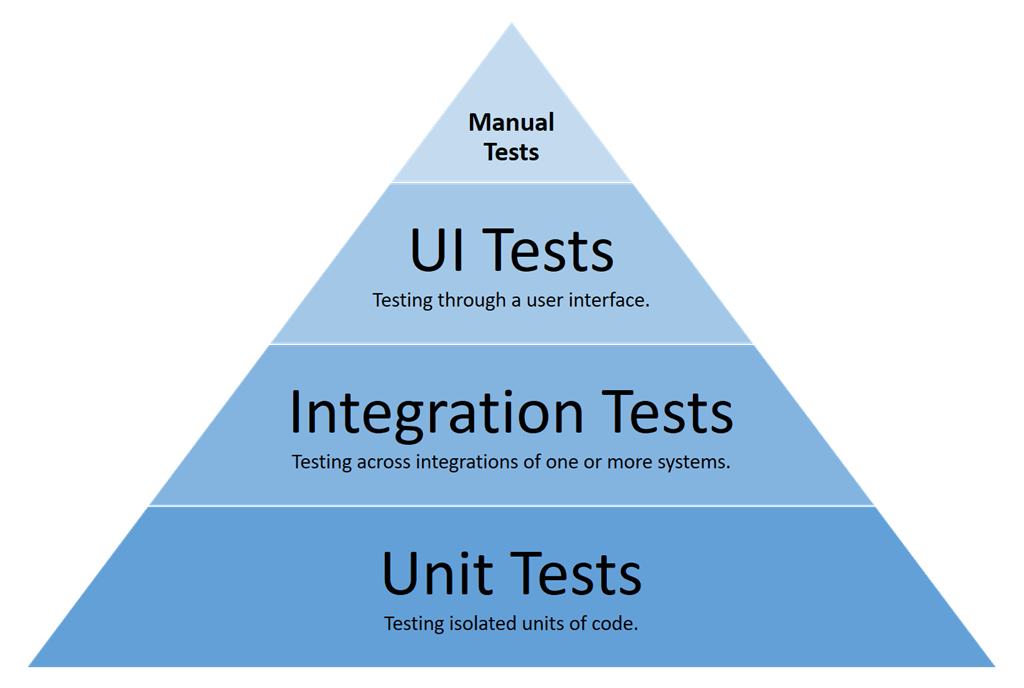 Manual
Tests
UI Tests
Testing through a user interface.
Integration Tests
Testing across integrations of one or more systems.
Unit Tests
Testing isolated units of code.